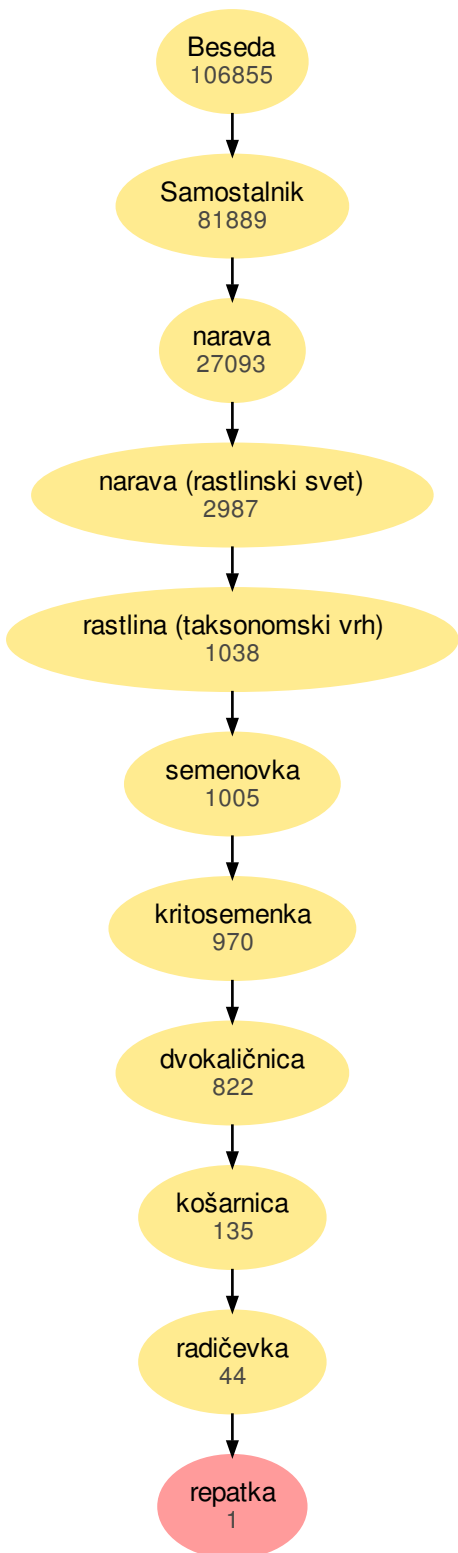 Beseda
106855
Samostalnik
81889
narava
27093
narava (rastlinski svet)
2987
rastlina (taksonomski vrh)
1038
semenovka
1005
kritosemenka
970
dvokaličnica
822
košarnica
135
radičevka
44
repatka
1